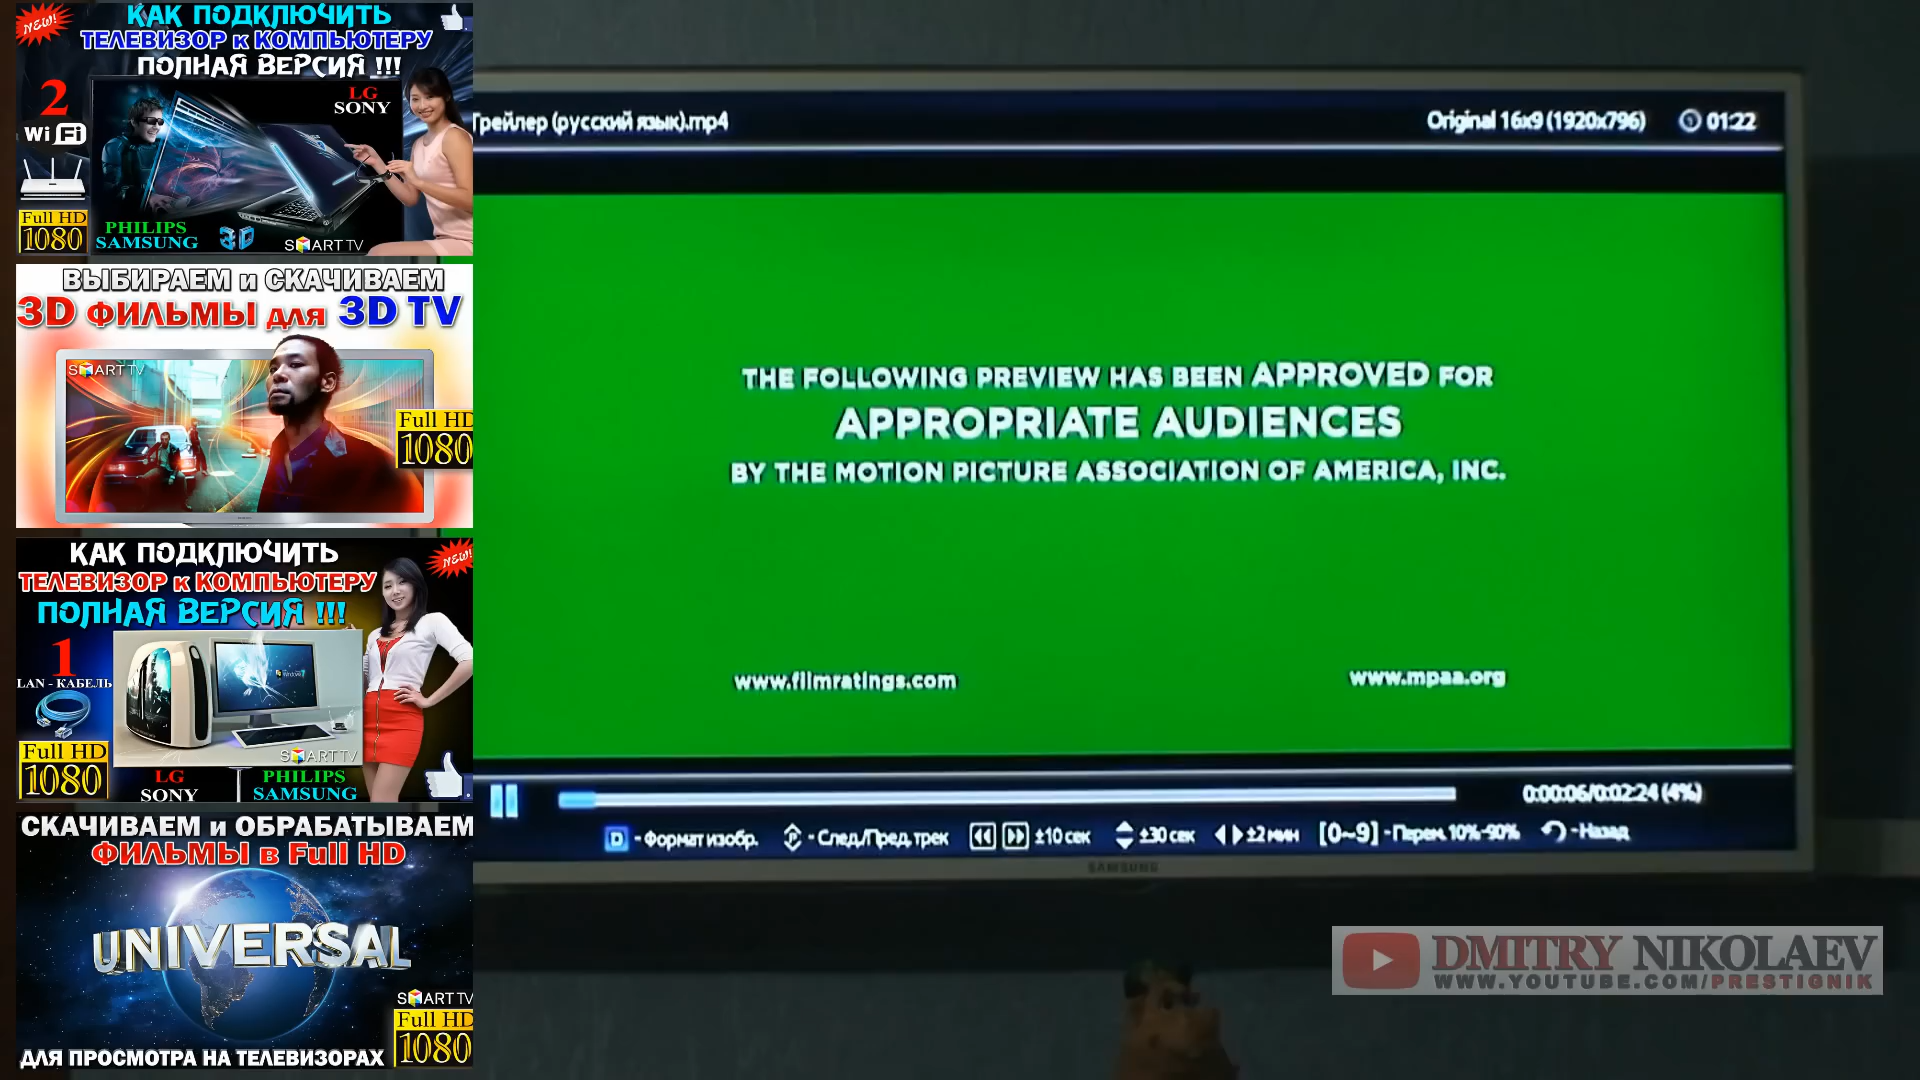 NEW!
КАК ПОДКЛЮЧИТЬ
ТЕЛЕВИЗОР к КОМПЬЮТЕРУ
ПОЛНАЯ ВЕРСИЯ !!!
2
LG
SONY
Wi Fi
Full HD
1080
PHILIPS
SAMSUNG
3D
SMART TV
ВЫБИРАЕМ и СКАЧИВАЕМ
3D ФИЛЬМЫ для 3D TV
SMART TV
Full HD
1080
КАК ПОДКЛЮЧИТЬ
NEW!
ТЕЛЕВИЗОР к КОМПЬЮТЕРУ
ПОЛНАЯ ВЕРСИЯ !!!
1
LAN - КАБЕЛЬ
Full HD
1080
SMART TV
LG
SONY
PHILIPS
SAMSUNG
СКАЧИВАЕМ и ОБРАБАТЫВАЕМ
ФИЛЬМЫ в Full HD
UNIVERSAL
SMART TV
Full HD
1080
ДЛЯ ПРОСМОТРА НА ТЕЛЕВИЗОРАХ
Трейлер (русский язык).mp4
Original 16x9 (1920x796)
01:22
THE FOLLOWING PREVIEW HAS BEEN APPROVED FOR
APPROPRIATE AUDIENCES
BY THE MOTION PICTURE ASSOCIATION OF AMERICA, INC.
www.filmratings.com
www.mpaa.org
0:00:06/0:02:24 (4%)
D - Формат изобр.
- След./Пред. трек
±10 сек
±30 сек
±2 мин
[0~9] - Перем. 10%-90%
- Назад
SAMSUNG
DMITRY NIKOLAEV
WWW.YOUTUBE.COM/PRESTIGNIK